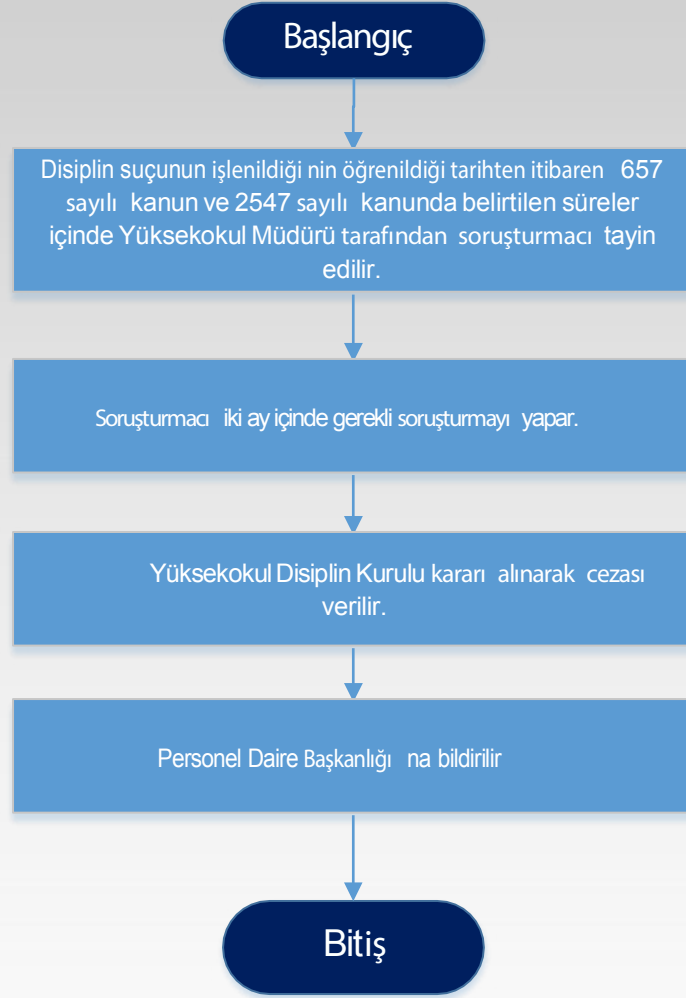 Başlangıç
Disiplin suçunun işlenildiği nin öğrenildiği tarihten itibaren 657
sayılı kanun ve 2547 sayılı kanunda belirtilen süreler
içinde Yüksekokul Müdürü tarafından soruşturmacı tayin
edilir.
Soruşturmacı iki ay içinde gerekli soruşturmayı yapar.
Yüksekokul Disiplin Kurulu kararı alınarak cezası
verilir.
Personel Daire Başkanlığı na bildirilir
Bitiş